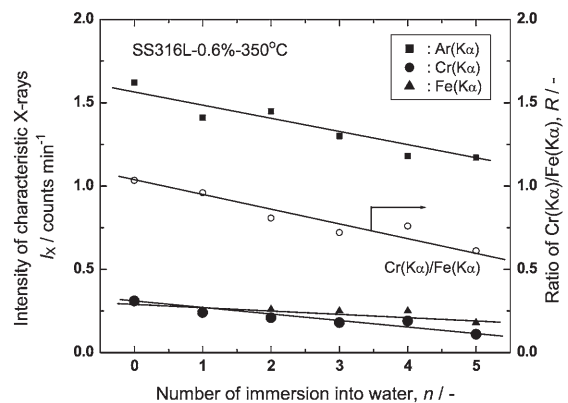 SS316L-0.6%-350°C
■ : Ar(Kα)
● : Cr(Kα)
▲ : Fe(Kα)
Cr(Kα)/Fe(Kα)
2.0
1.5
1.0
0.5
0.0
2.0
1.5
1.0
0.5
0.0
0 1 2 3 4 5
Intensity of characteristic X-rays
I_X / counts min⁻¹
Ratio of Cr(Kα)/Fe(Kα), R / -
Number of immersion into water, n / -